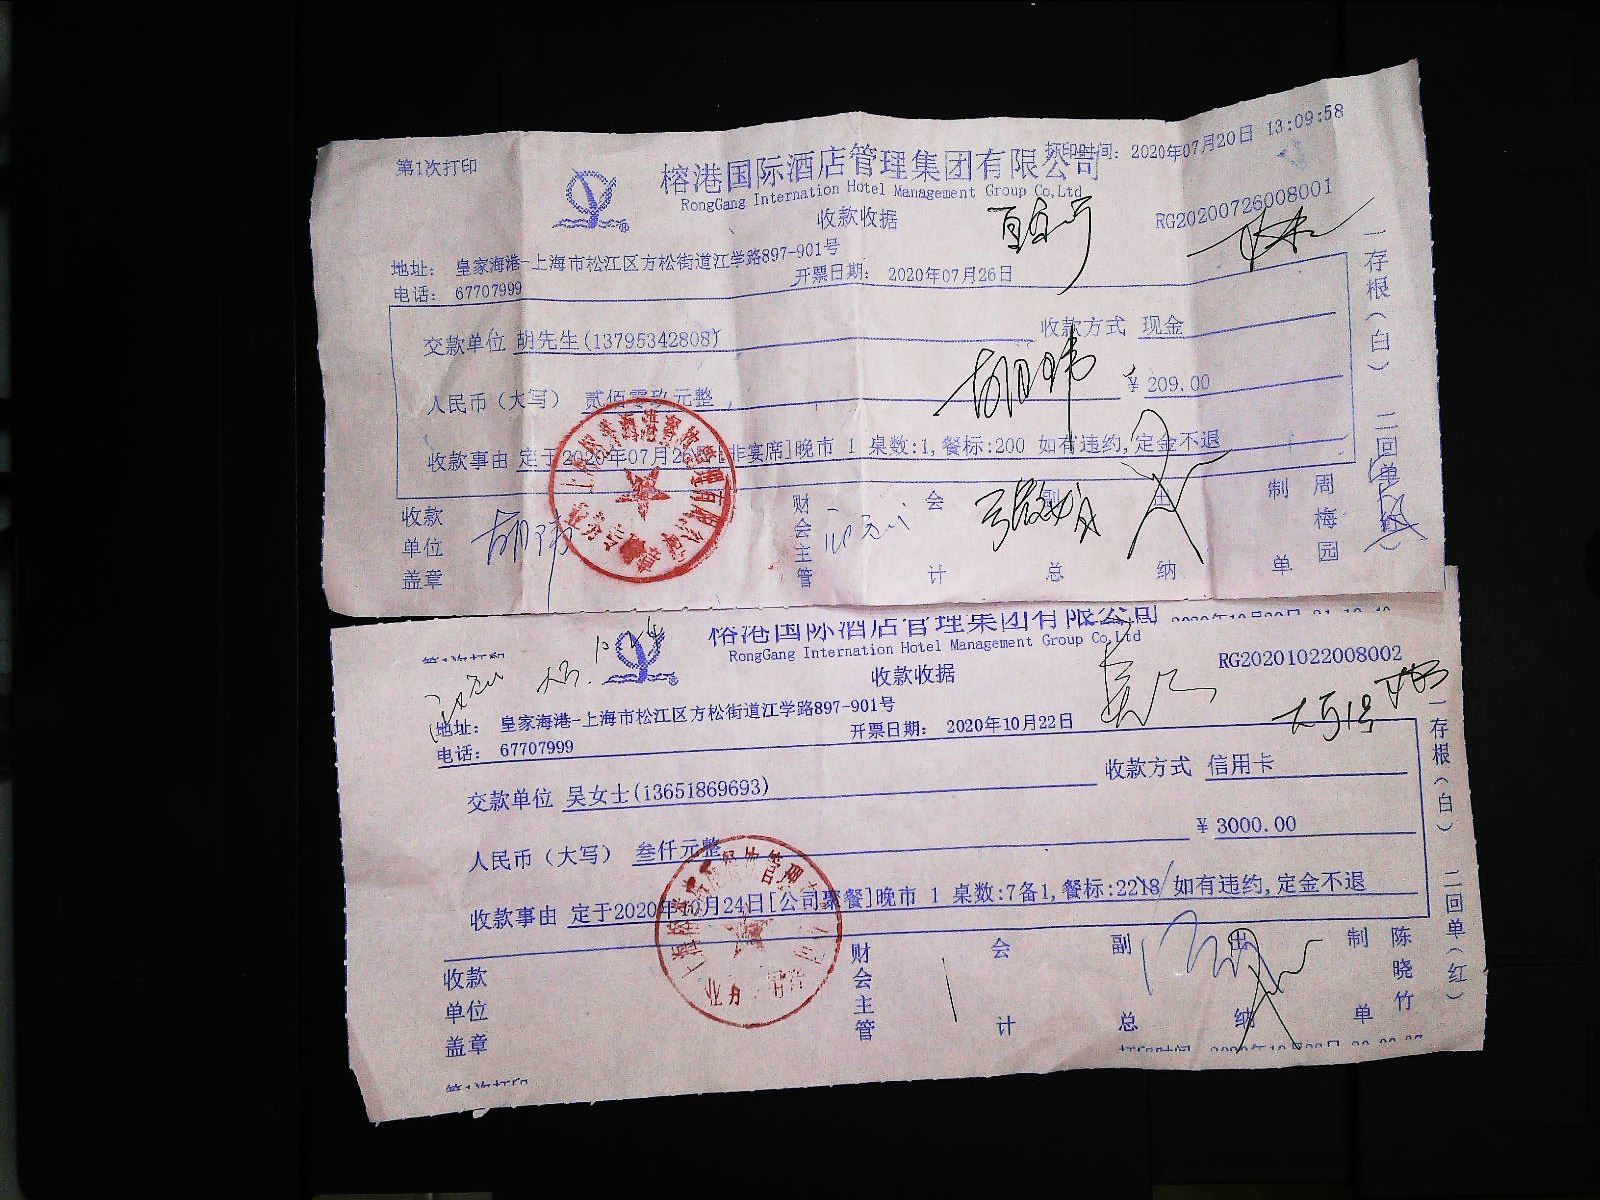 第1次打印
打印时间: 2020年07月20日 13:09:58
榕港国际酒店管理集团有限公司
RongGang Internation Hotel Management Group Co,Ltd
收款收据
RG20200726008001
地址: 皇家海港-上海市松江区方松街道江学路897-901号
电话: 67707999
开票日期: 2020年07月26日
交款单位 胡先生(13795342808)
收款方式 现金
人民币（大写） 贰佰零玖元整
￥ 209.00
收款事由 定于2020年07月2 非宴席]晚市 1 桌数:1,餐标:200 如有违约,定金不退
收款单位盖章
财会主管
会计
副总
出纳
制单
周梅园
一存根（白） 二回单（红）
榕港国际酒店管理集团有限公司
RongGang Internation Hotel Management Group Co,Ltd
第1次打印
收款收据
RG20201022008002
地址: 皇家海港-上海市松江区方松街道江学路897-901号
电话: 67707999
开票日期: 2020年10月22日
交款单位 吴女士(13651869693)
收款方式 信用卡
人民币（大写） 叁仟元整
￥ 3000.00
收款事由 定于2020年10月24日[公司聚餐]晚市 1 桌数:7备1,餐标:2218 如有违约,定金不退
收款单位盖章
财会主管
会计
副总
出纳
制单
陈晓竹
一存根（白） 二回单（红）
第1次打印